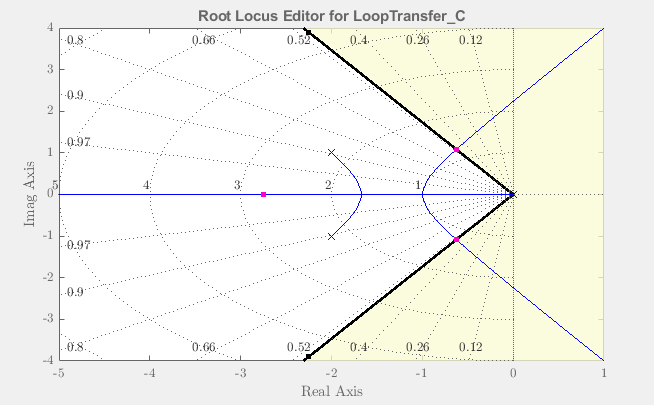 Root Locus Editor for LoopTransfer_C
4
0.8 0.66 0.52 0.4 0.26 0.12
3
0.9
2
0.97
1
5 4 3 2 1
0
-1
0.97
-2
0.9
-3
0.8 0.66 0.52 0.4 0.26 0.12
-4
-5 -4 -3 -2 -1 0 1
Imag Axis
Real Axis